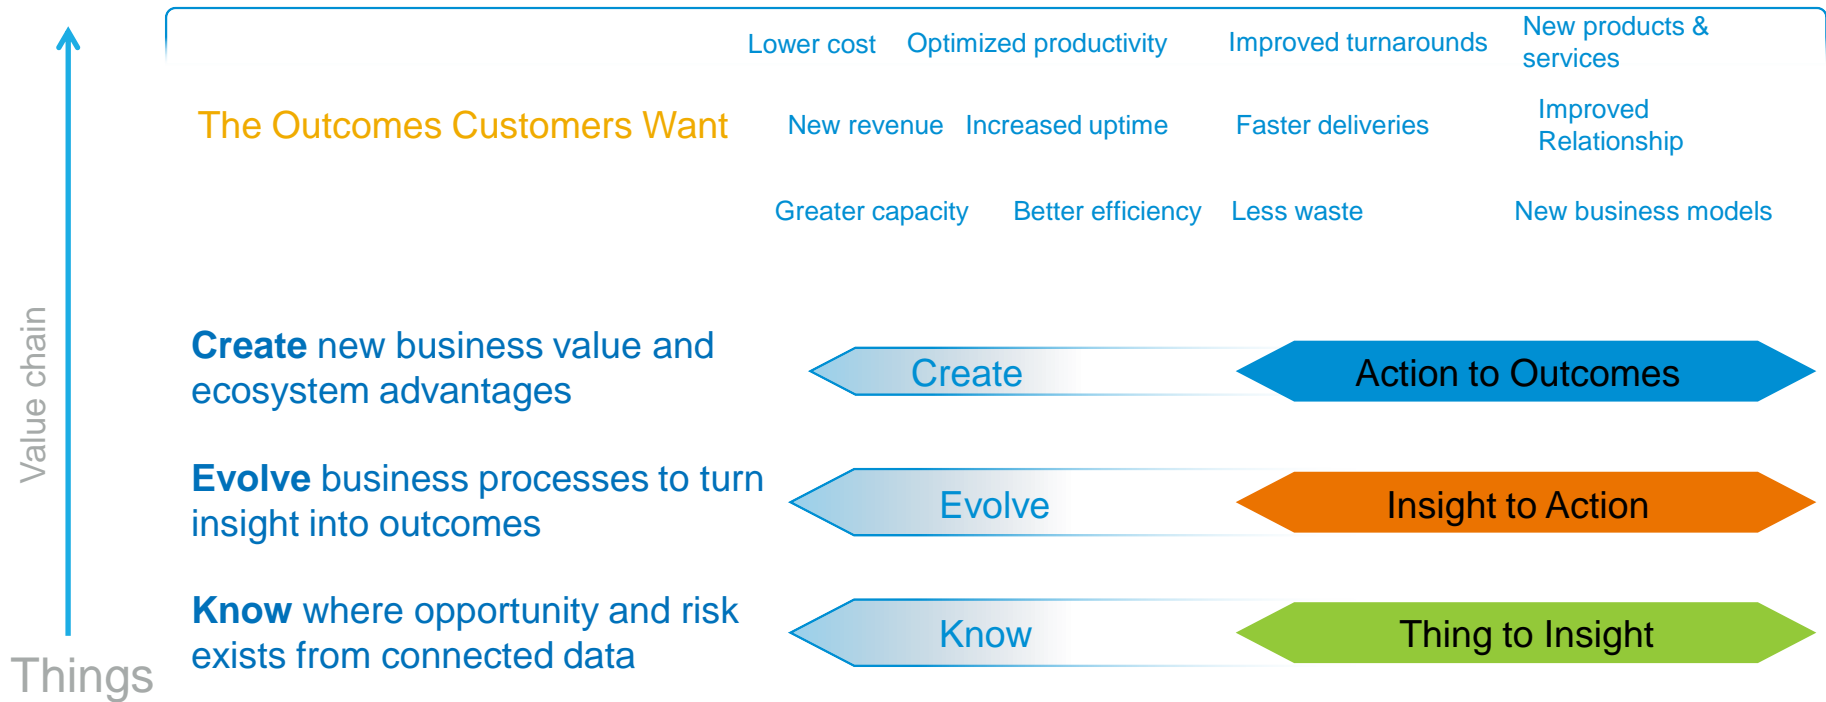 Lower cost
Optimized productivity
Improved turnarounds
New products &
services
The Outcomes Customers Want
New revenue
Increased uptime
Faster deliveries
Improved
Relationship
Greater capacity
Better efficiency
Less waste
New business models
Value chain
Create new business value and
ecosystem advantages
Create
Action to Outcomes
Evolve business processes to turn
insight into outcomes
Evolve
Insight to Action
Know where opportunity and risk
exists from connected data
Know
Thing to Insight
Things